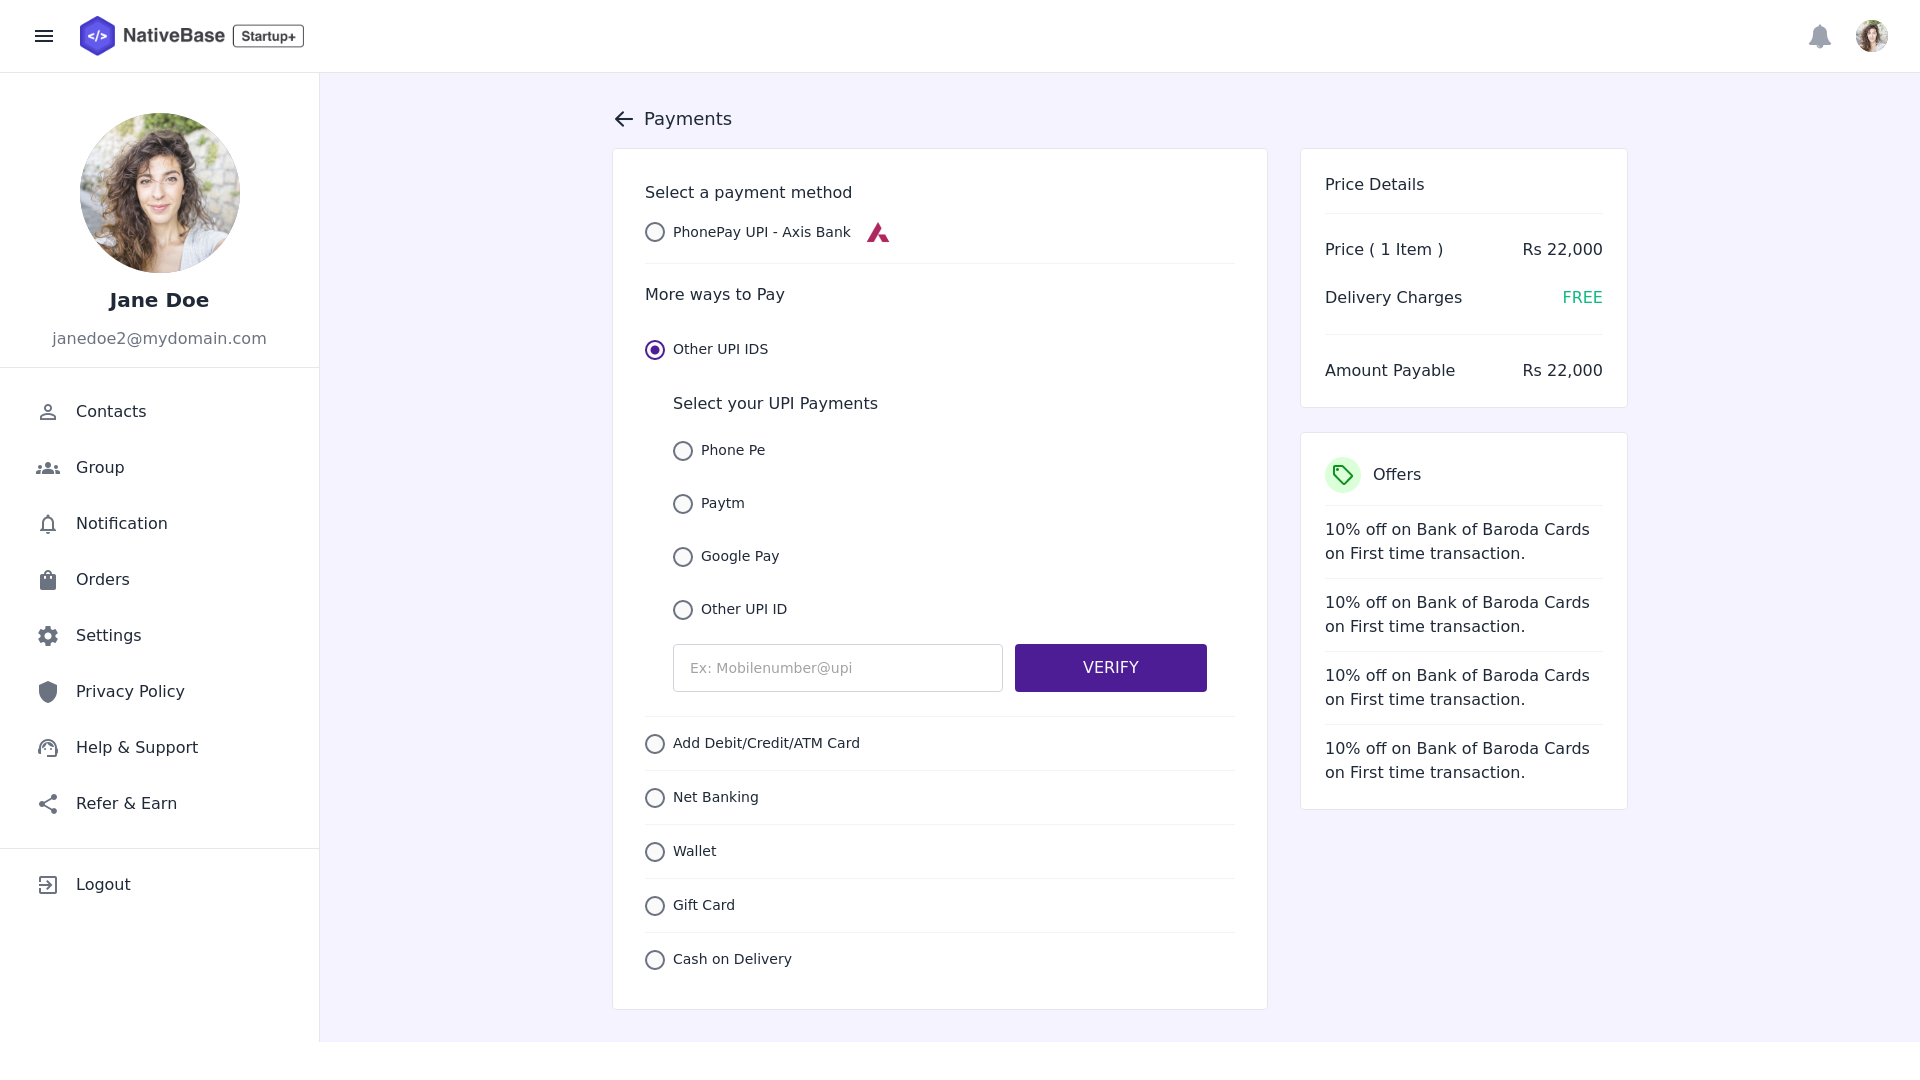 </> NativeBase Startup+
Jane Doe
janedoe2@mydomain.com
Contacts
Group
Notification
Orders
Settings
Privacy Policy
Help & Support
Refer & Earn
Logout
Payments
Select a payment method
PhonePay UPI - Axis Bank
More ways to Pay
Other UPI IDS
Select your UPI Payments
Phone Pe
Paytm
Google Pay
Other UPI ID
Ex: Mobilenumber@upi
VERIFY
Add Debit/Credit/ATM Card
Net Banking
Wallet
Gift Card
Cash on Delivery
Price Details
Price ( 1 Item ) Rs 22,000
Delivery Charges FREE
Amount Payable Rs 22,000
Offers
10% off on Bank of Baroda Cards
on First time transaction.
10% off on Bank of Baroda Cards
on First time transaction.
10% off on Bank of Baroda Cards
on First time transaction.
10% off on Bank of Baroda Cards
on First time transaction.